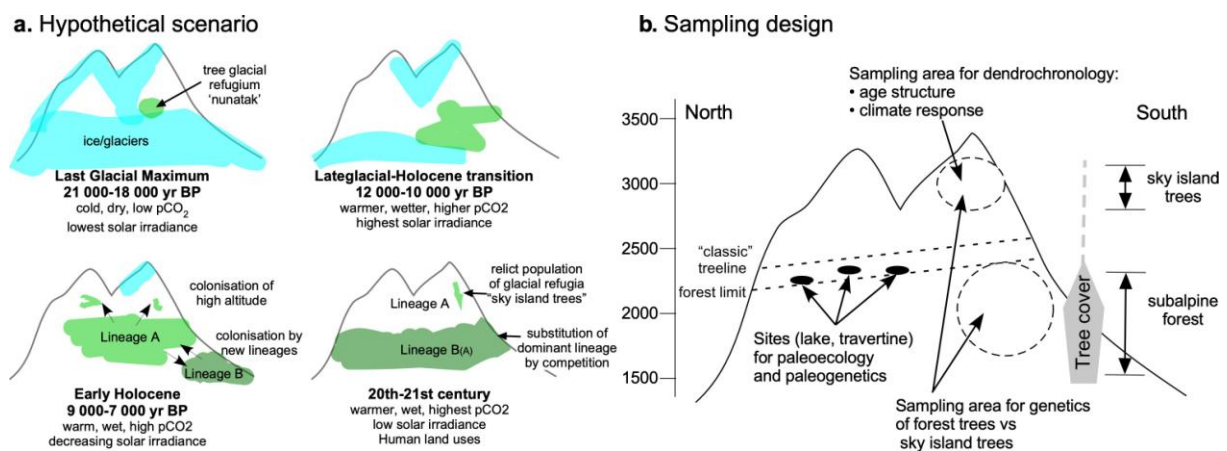 a. Hypothetical scenario
tree glacial
refugium
'nunatak'
ice/glaciers
Last Glacial Maximum
21 000-18 000 yr BP
cold, dry, low pCO2
lowest solar irradiance
Lateglacial-Holocene transition
12 000-10 000 yr BP
warmer, wetter, higher pCO2
highest solar irradiance
colonisation of
high altitude
Lineage A
colonisation by
new lineages
Lineage B
Early Holocene
9 000-7 000 yr BP
warm, wet, high pCO2
decreasing solar irradiance
relict population
of glacial refugia
"sky island trees"
Lineage A
substitution of
dominant lineage
by competition
Lineage B(A)
20th-21st century
warmer, wet, highest pCO2
low solar irradiance
Human land uses
b. Sampling design
Sampling area for dendrochronology:
• age structure
• climate response
North
South
3500
3000
2500
2000
1500
"classic"
treeline
forest limit
sky island
trees
subalpine
forest
Tree cover
Sites (lake, travertine)
for paleoecology
and paleogenetics
Sampling area for genetics
of forest trees vs
sky island trees